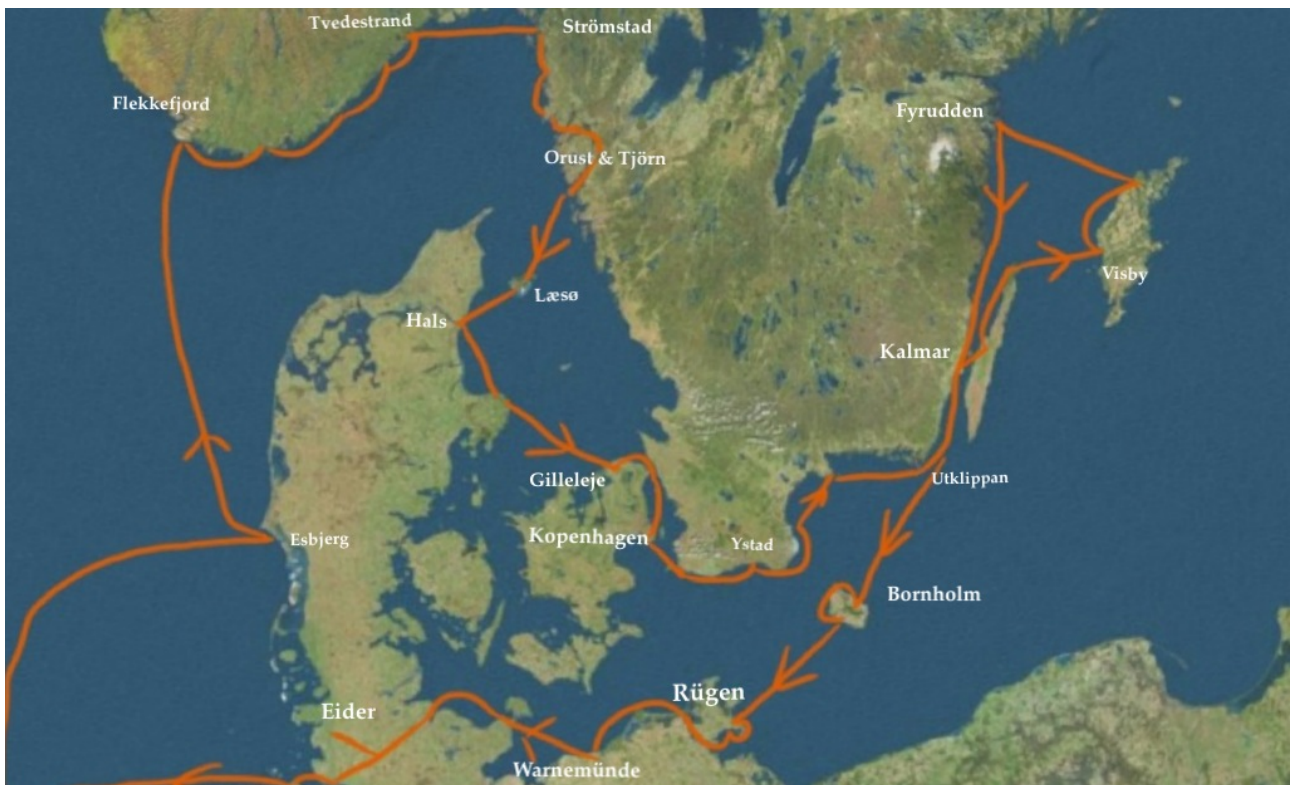 Tvedestrand
Strömstad
Flekkefjord
Fyrudden
Orust & Tjörn
Visby
Læsø
Hals
Kalmar
Gilleleje
Utklippan
Kopenhagen
Ystad
Esbjerg
Bornholm
Rügen
Eider
Warnemünde